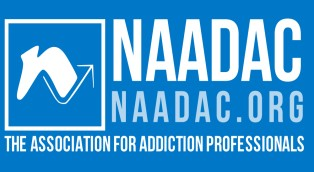 NAADAC
NAADAC.ORG
THE ASSOCIATION FOR ADDICTION PROFESSIONALS